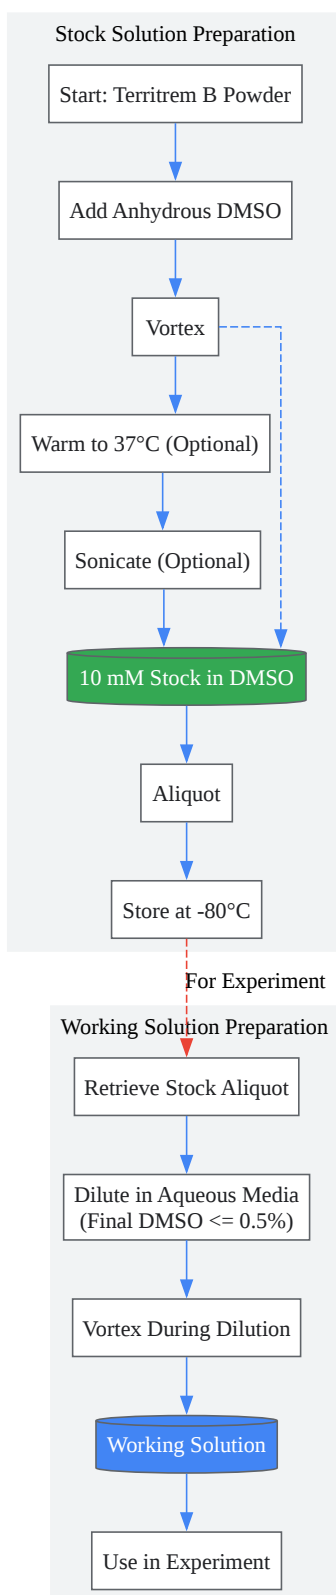 Stock Solution Preparation
Start: Territrem B Powder
Add Anhydrous DMSO
Vortex
Warm to 37°C (Optional)
Sonicate (Optional)
10 mM Stock in DMSO
Aliquot
Store at -80°C
For Experiment
Working Solution Preparation
Retrieve Stock Aliquot
Dilute in Aqueous Media
(Final DMSO <= 0.5%)
Vortex During Dilution
Working Solution
Use in Experiment